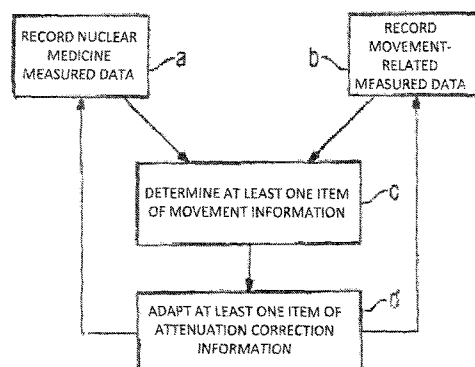 RECORD NUCLEAR
MEDICINE
MEASURED DATA
a
b
RECORD
MOVEMENT-
RELATED
MEASURED DATA
DETERMINE AT LEAST ONE ITEM
OF MOVEMENT INFORMATION
c
ADAPT AT LEAST ONE ITEM OF
ATTENUATION CORRECTION
INFORMATION
d